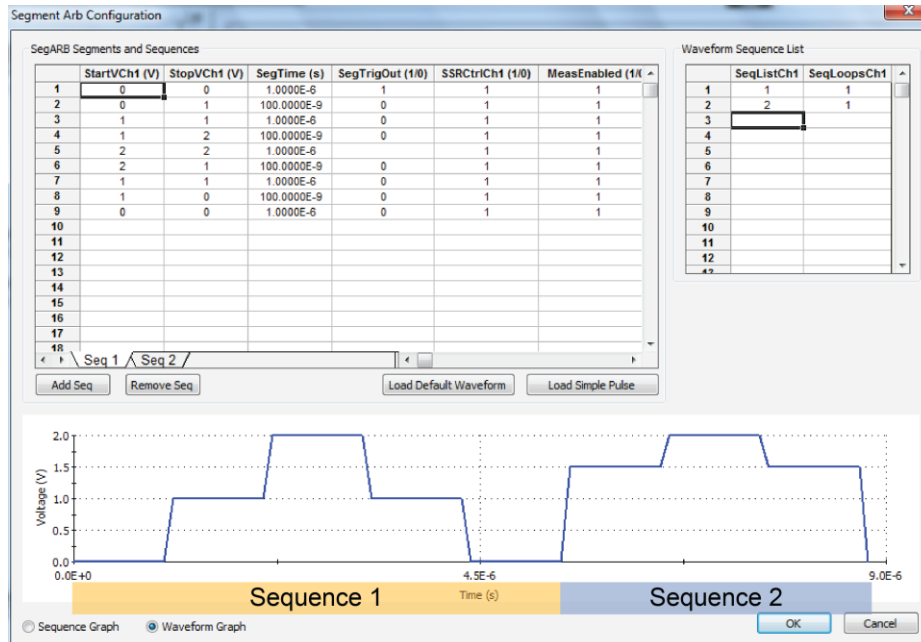 Segment Arb Configuration
SegARB Segments and Sequences
StartVCh1 (V) StopVCh1 (V) SegTime (s) SegTrigOut (1/0) SSRCtrlCh1 (1/0) MeasEnabled (1/(
1 0 0 1.0000E-6 1 1 1
2 0 1 100.0000E-9 0 1 1
3 1 1 1.0000E-6 0 1 1
4 1 2 100.0000E-9 0 1 1
5 2 2 1.0000E-6 1 1
6 2 1 100.0000E-9 0 1 1
7 1 1 1.0000E-6 0 1 1
8 1 0 100.0000E-9 0 1 1
9 0 0 1.0000E-6 0 1 1
10
11
12
13
14
15
16
17
18
Seq 1 Seq 2
Add Seq Remove Seq Load Default Waveform Load Simple Pulse
Waveform Sequence List
SeqListCh1 SeqLoopsCh1
1 1 1
2 2 1
3
4
5
6
7
8
9
10
11
12
13
2.0
1.5
1.0
0.5
0.0
Voltage (V)
0.0E+0 4.5E-6 9.0E-6
Time (s)
Sequence 1 Sequence 2
Sequence Graph Waveform Graph OK Cancel